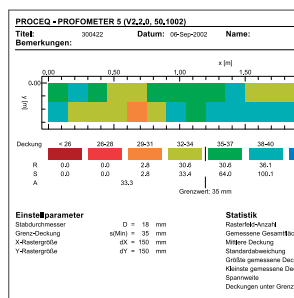 PROCEQ - PROFOMETER 5 (V2.2.0, 50.1002)
Titel: 300422 Datum: 06-Sep-2002 Name:
Bemerkungen:
x [m]
0,00 0,60 1,00 1,50
0.00
y [m]
Deckung < 26 26-28 29-31 32-34 35-37 38-40
R 0.0 0.0 2.8 30.6 30.6 36.1
S 0.0 0.0 2.8 33.4 64.0 100.1
A 33.3
Grenzwert: 35 mm
Einstellparameter Statistik
Stabdurchmesser D = 18 mm Rasterfeld-Anzahl
Grenz-Deckung s(Min) = 35 mm Gemessene Gesamtfläc
X-Rastergröße dX = 150 mm Mittlere Deckung
Y-Rastergröße dY = 150 mm Standardabweichung
Größte gemessene Dec
Kleinste gemessene De
Spannweite
Deckungen unter Grenz